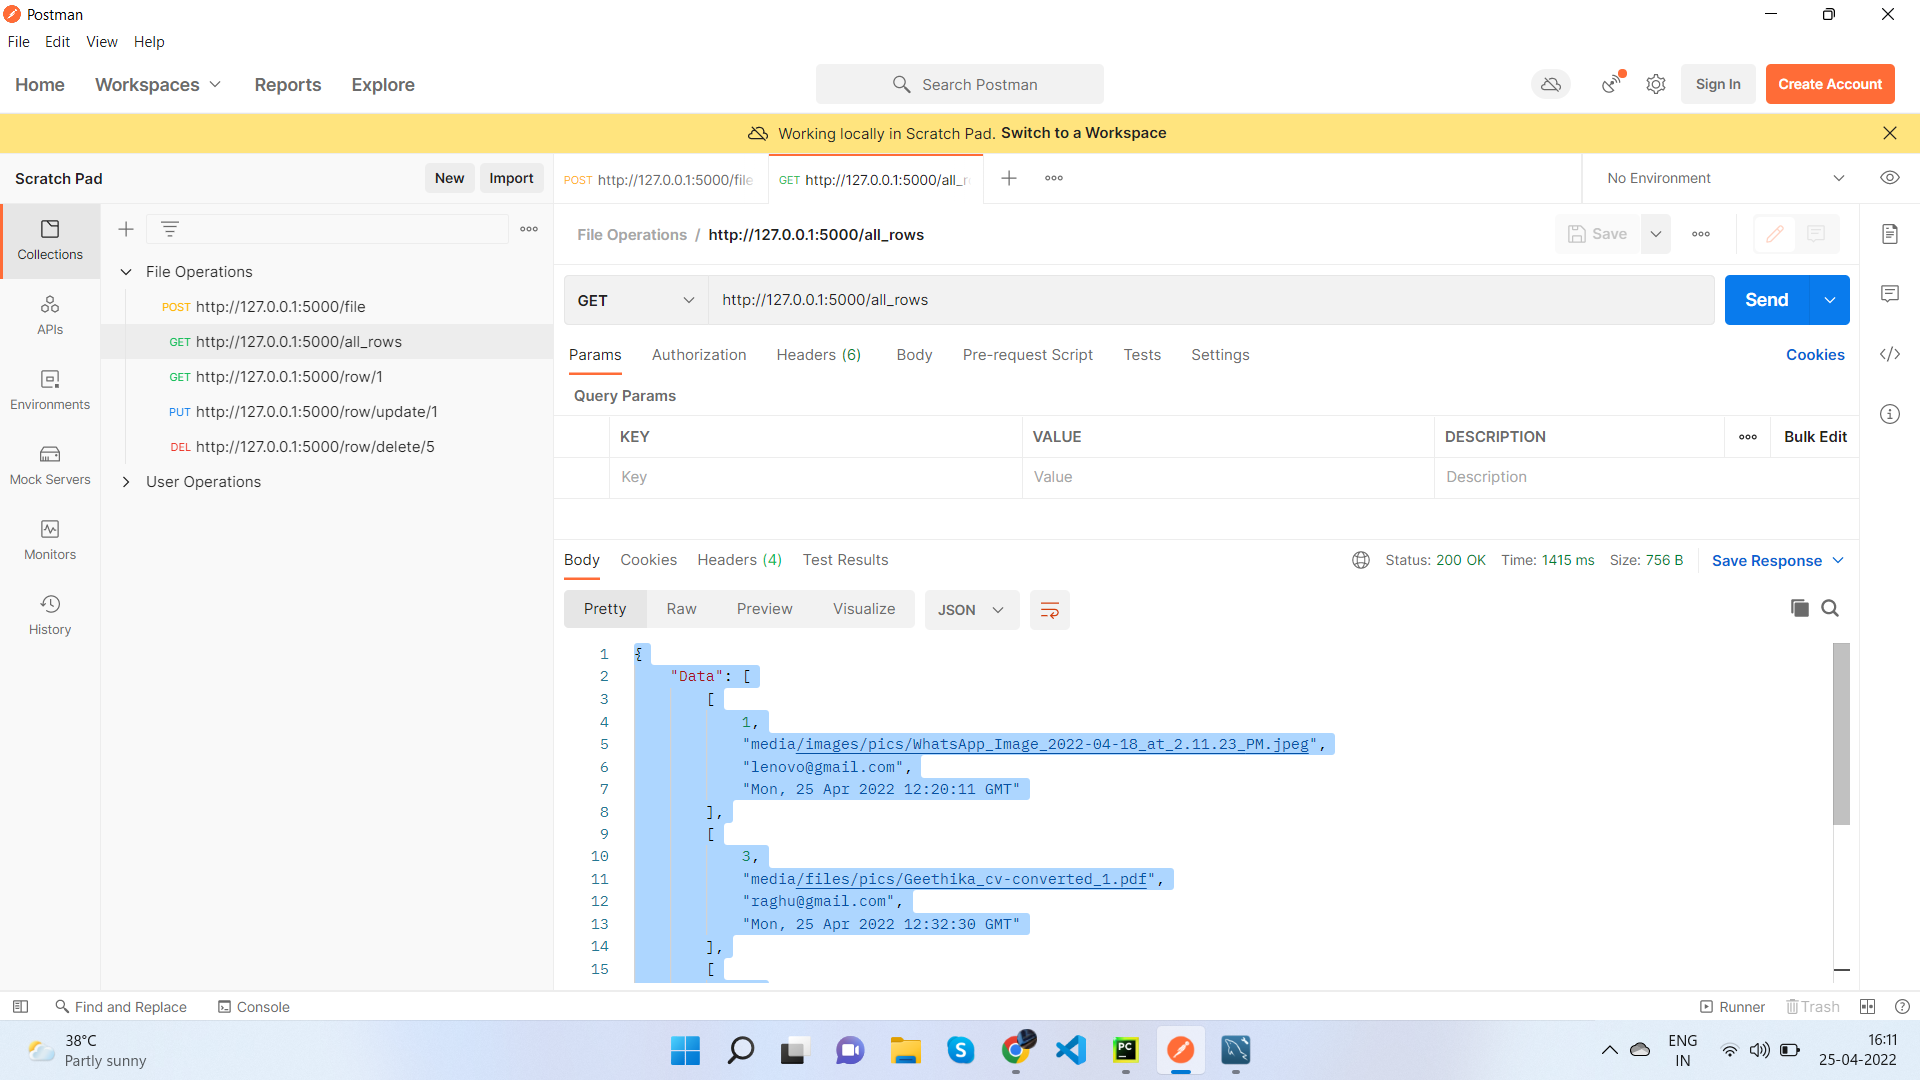 Postman
File Edit View Help
Home Workspaces Reports Explore
Search Postman
Sign In Create Account
Working locally in Scratch Pad. Switch to a Workspace
Scratch Pad New Import
POST http://127.0.0.1:5000/file GET http://127.0.0.1:5000/all_r
No Environment
Collections
APIs
Environments
Mock Servers
Monitors
History
File Operations
POST http://127.0.0.1:5000/file
GET http://127.0.0.1:5000/all_rows
GET http://127.0.0.1:5000/row/1
PUT http://127.0.0.1:5000/row/update/1
DEL http://127.0.0.1:5000/row/delete/5
User Operations
File Operations / http://127.0.0.1:5000/all_rows
Save
GET http://127.0.0.1:5000/all_rows Send
Params Authorization Headers (6) Body Pre-request Script Tests Settings Cookies
Query Params
KEY VALUE DESCRIPTION Bulk Edit
Key Value Description
Body Cookies Headers (4) Test Results Status: 200 OK Time: 1415 ms Size: 756 B Save Response
Pretty Raw Preview Visualize JSON
1 {
2 "Data": [
3 [
4 1,
5 "media/images/pics/WhatsApp_Image_2022-04-18_at_2.11.23_PM.jpeg",
6 "lenovo@gmail.com",
7 "Mon, 25 Apr 2022 12:20:11 GMT"
8 ],
9 [
10 3,
11 "media/files/pics/Geethika_cv-converted_1.pdf",
12 "raghu@gmail.com",
13 "Mon, 25 Apr 2022 12:32:30 GMT"
14 ],
15 [
Find and Replace Console Runner Trash
38°C
Partly sunny
PC
ENG
IN
16:11
25-04-2022